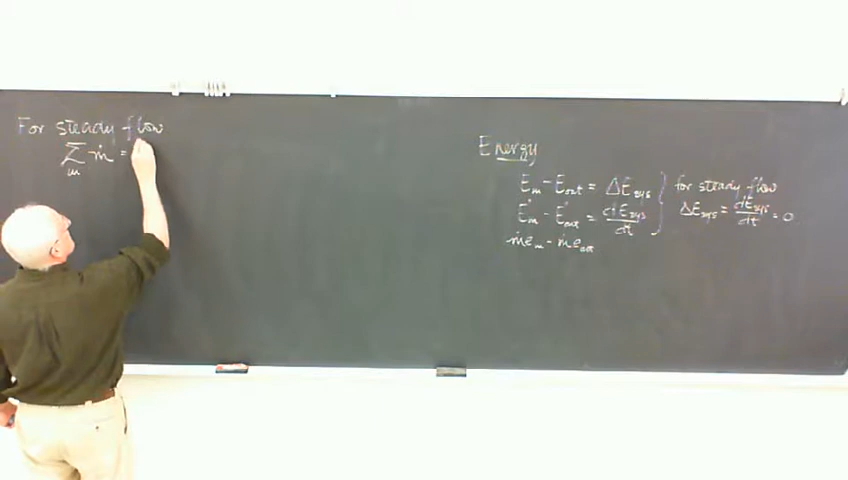 For steady flow
∑ ṁ =
in
Energy
E_in - E_out = ΔE_sys } for steady flow
Ė_in - Ė_out = dE_sys/dt } ΔE_sys = dE_sys/dt = 0
ṁe_in - ṁe_out